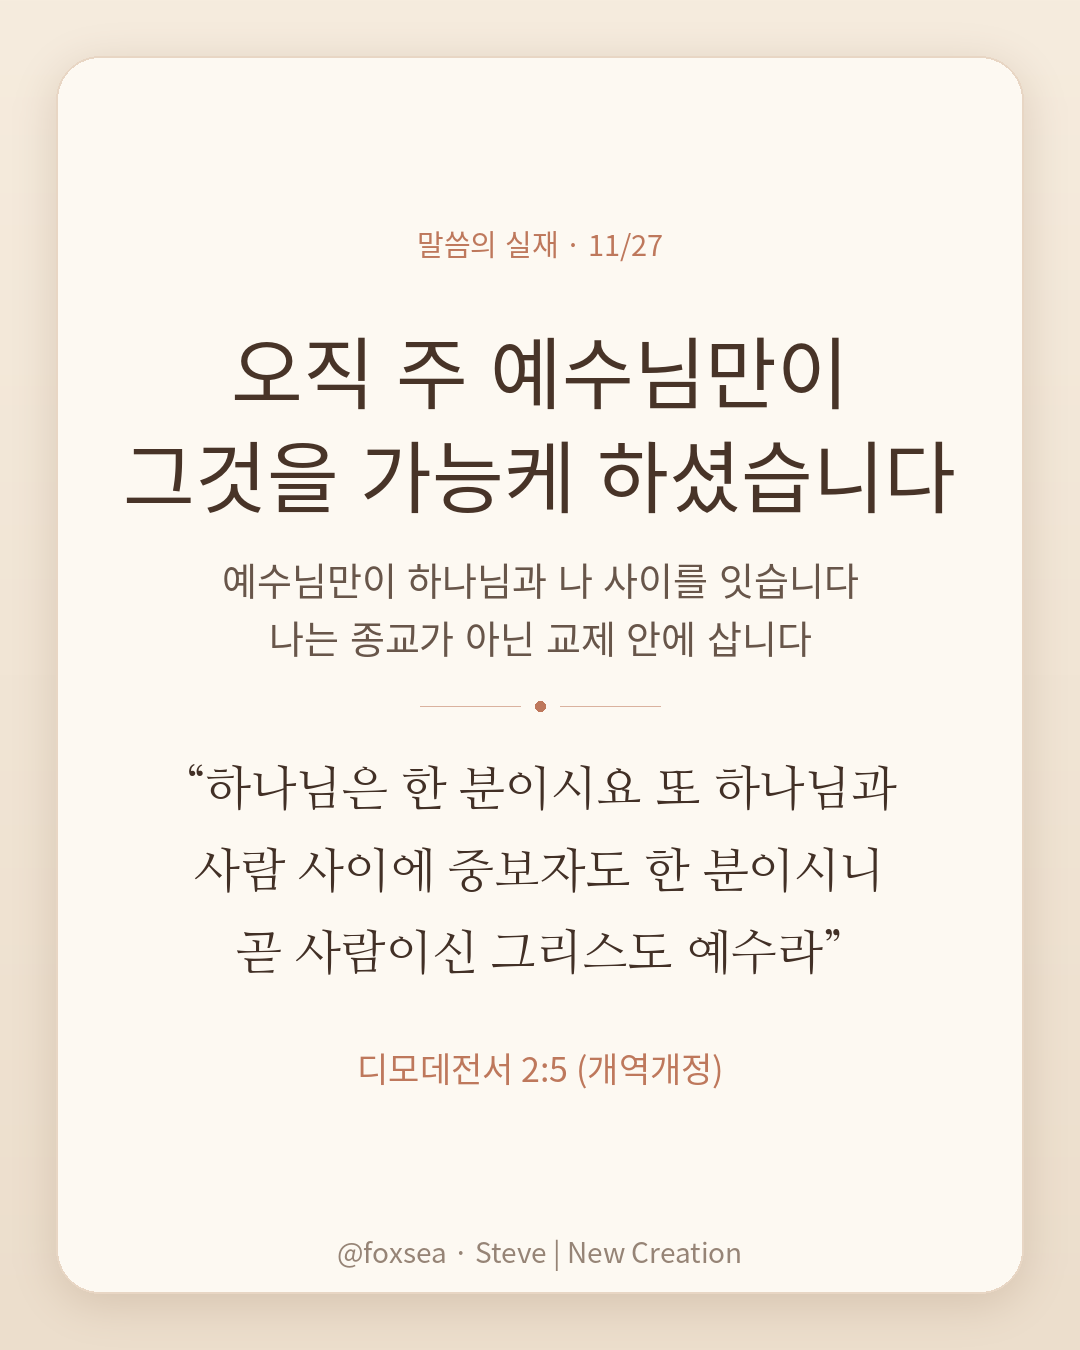 말씀의 실재 · 11/27
오직 주 예수님만이
그것을 가능케 하셨습니다
예수님만이 하나님과 나 사이를 잇습니다
나는 종교가 아닌 교제 안에 삽니다
“하나님은 한 분이시요 또 하나님과
사람 사이에 중보자도 한 분이시니
곧 사람이신 그리스도 예수라”
디모데전서 2:5 (개역개정)
@foxsea · Steve | New Creation